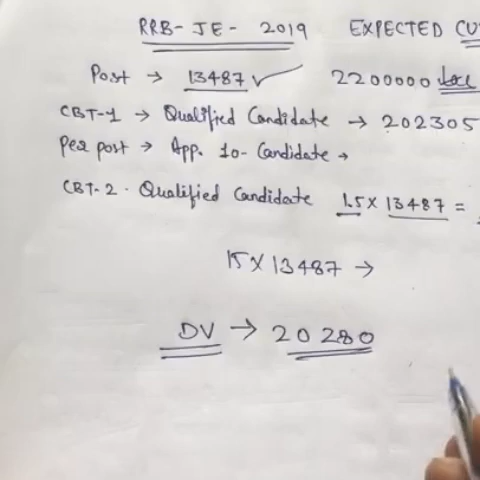 RRB- JE - 2019 EXPECTED CU
Post → 13487 ✓ 2200000
CBT-1 → Qualified Candidate → 202305
Per post → App. 10- Candidate →
CBT-2 . Qualified Candidate 1.5 x 13487 =
15 X 13487 →
DV → 20280